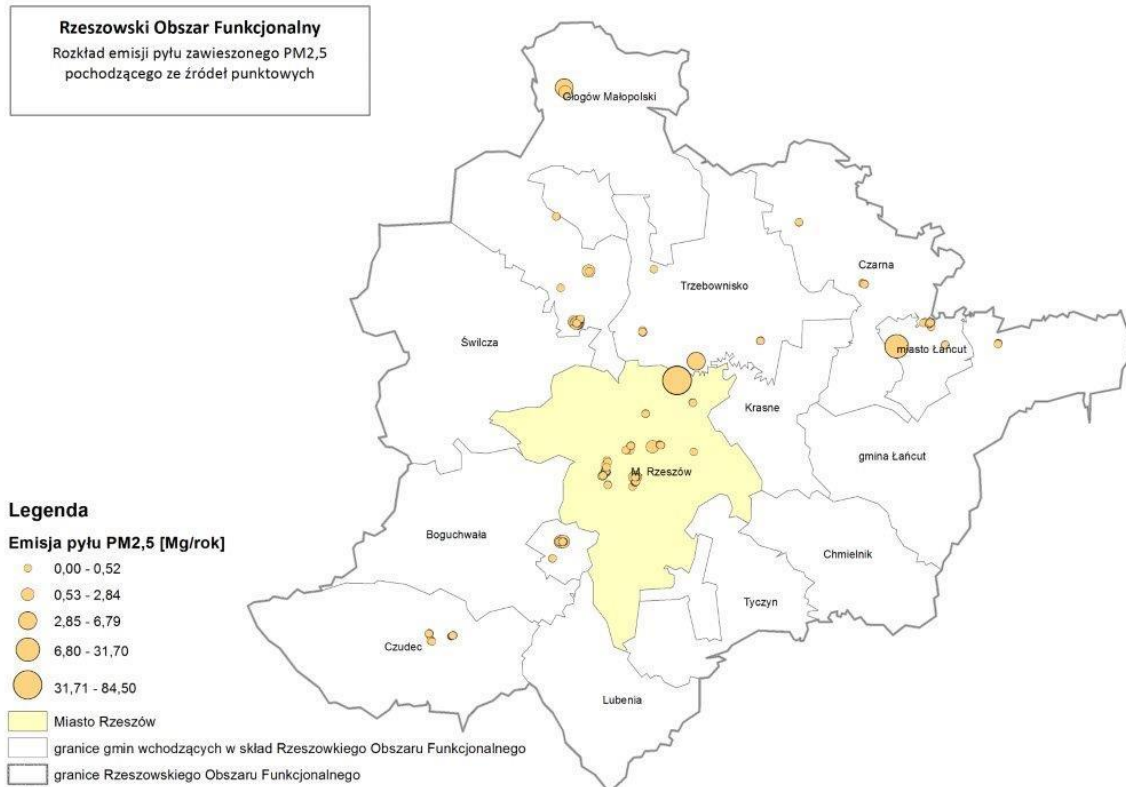 Rzeszowski Obszar Funkcjonalny
Rozkład emisji pyłu zawieszonego PM2,5
pochodzącego ze źródeł punktowych
Głogów Małopolski
Czarna
Trzebownisko
Świlcza
miasto Łańcut
Krasne
gmina Łańcut
M. Rzeszów
Boguchwała
Chmielnik
Tyczyn
Czudec
Lubenia
Legenda
Emisja pyłu PM2,5 [Mg/rok]
0,00 - 0,52
0,53 - 2,84
2,85 - 6,79
6,80 - 31,70
31,71 - 84,50
Miasto Rzeszów
granice gmin wchodzących w skład Rzeszowkiego Obszaru Funkcjonalnego
granice Rzeszowskiego Obszaru Funkcjonalnego